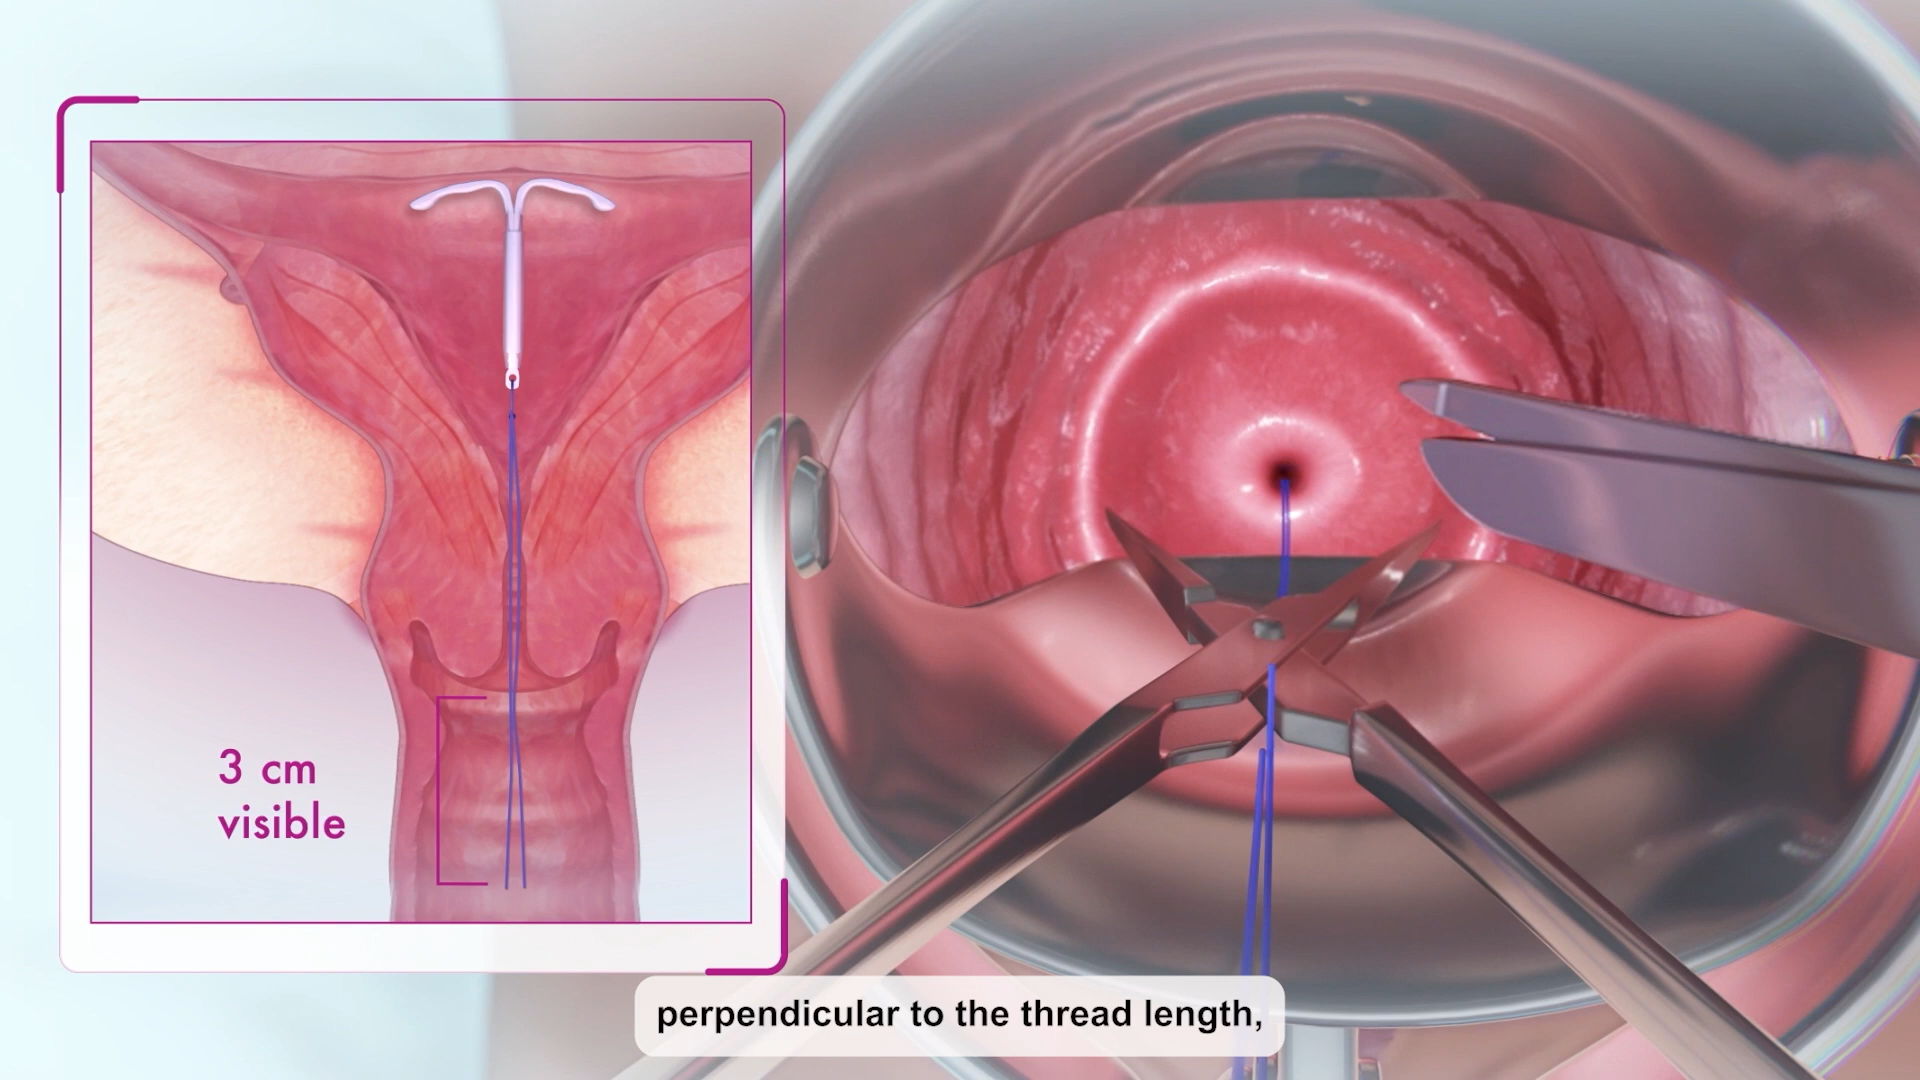 3 cm
visible
perpendicular to the thread length,